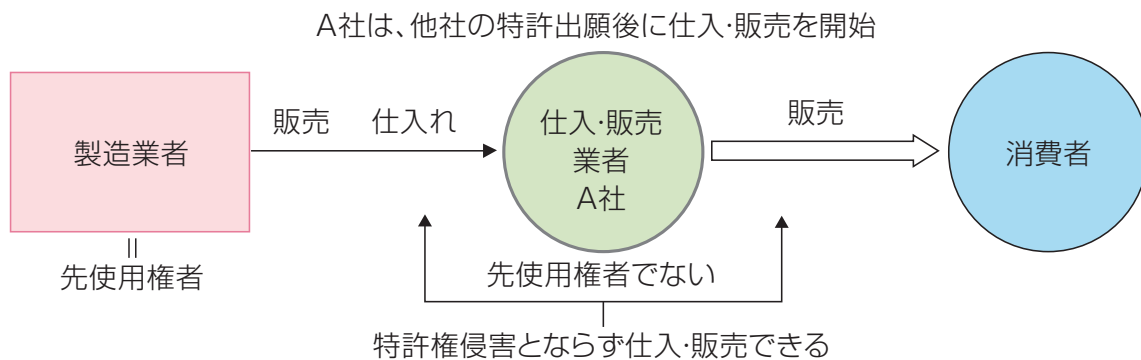 A社は、他社の特許出願後に仕入・販売を開始
製造業者
販売 仕入れ
仕入・販売
業者
A社
販売
消費者
先使用権者
先使用権者でない
特許権侵害とならず仕入・販売できる